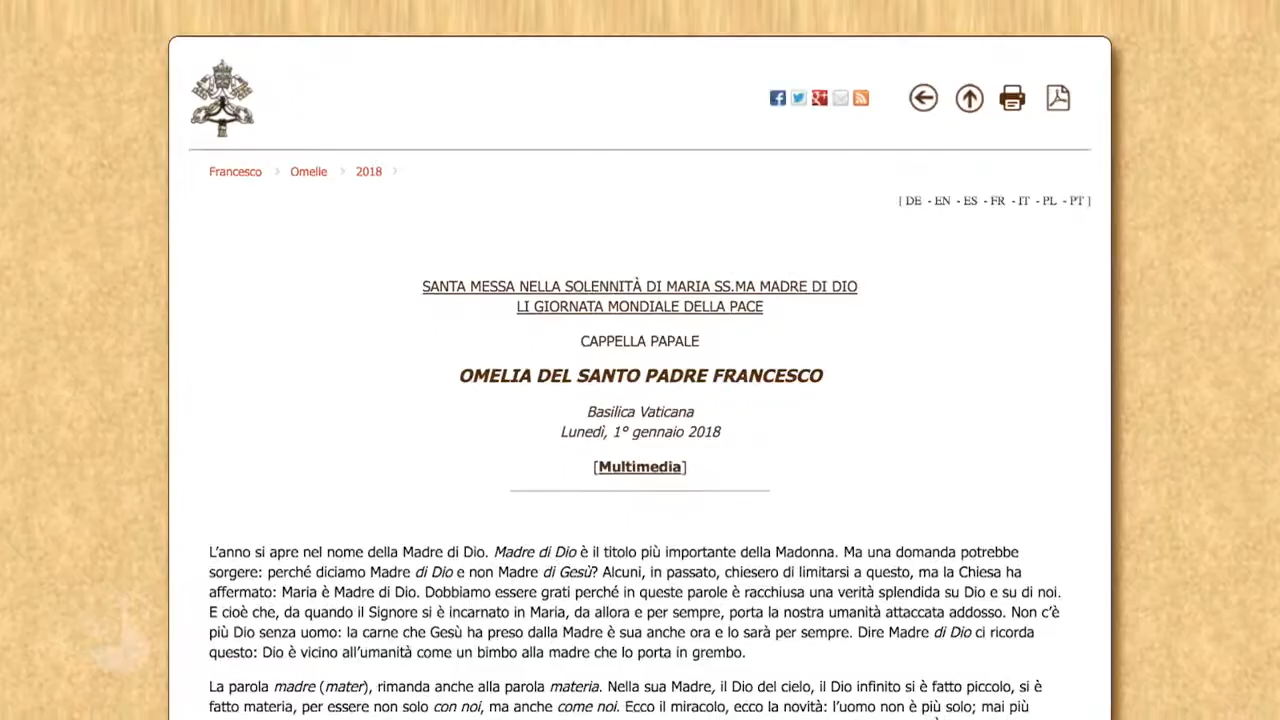 Francesco > Omelle > 2018 >
[ DE - EN - ES - FR - IT - PL - PT ]
SANTA MESSA NELLA SOLENNITÀ DI MARIA SS.MA MADRE DI DIO
LI GIORNATA MONDIALE DELLA PACE
CAPPELLA PAPALE
OMELIA DEL SANTO PADRE FRANCESCO
Basilica Vaticana
Lunedì, 1° gennaio 2018
[Multimedia]
L'anno si apre nel nome della Madre di Dio. Madre di Dio è il titolo più importante della Madonna. Ma una domanda potrebbe
sorgere: perché diciamo Madre di Dio e non Madre di Gesù? Alcuni, in passato, chiesero di limitarsi a questo, ma la Chiesa ha
affermato: Maria è Madre di Dio. Dobbiamo essere grati perché in queste parole è racchiusa una verità splendida su Dio e su di noi.
E cioè che, da quando il Signore si è incarnato in Maria, da allora e per sempre, porta la nostra umanità attaccata addosso. Non c'è
più Dio senza uomo: la carne che Gesù ha preso dalla Madre è sua anche ora e lo sarà per sempre. Dire Madre di Dio ci ricorda
questo: Dio è vicino all'umanità come un bimbo alla madre che lo porta in grembo.
La parola madre (mater), rimanda anche alla parola materia. Nella sua Madre, il Dio del cielo, il Dio infinito si è fatto piccolo, si è
fatto materia, per essere non solo con noi, ma anche come noi. Ecco il miracolo, ecco la novità: l'uomo non è più solo; mai più